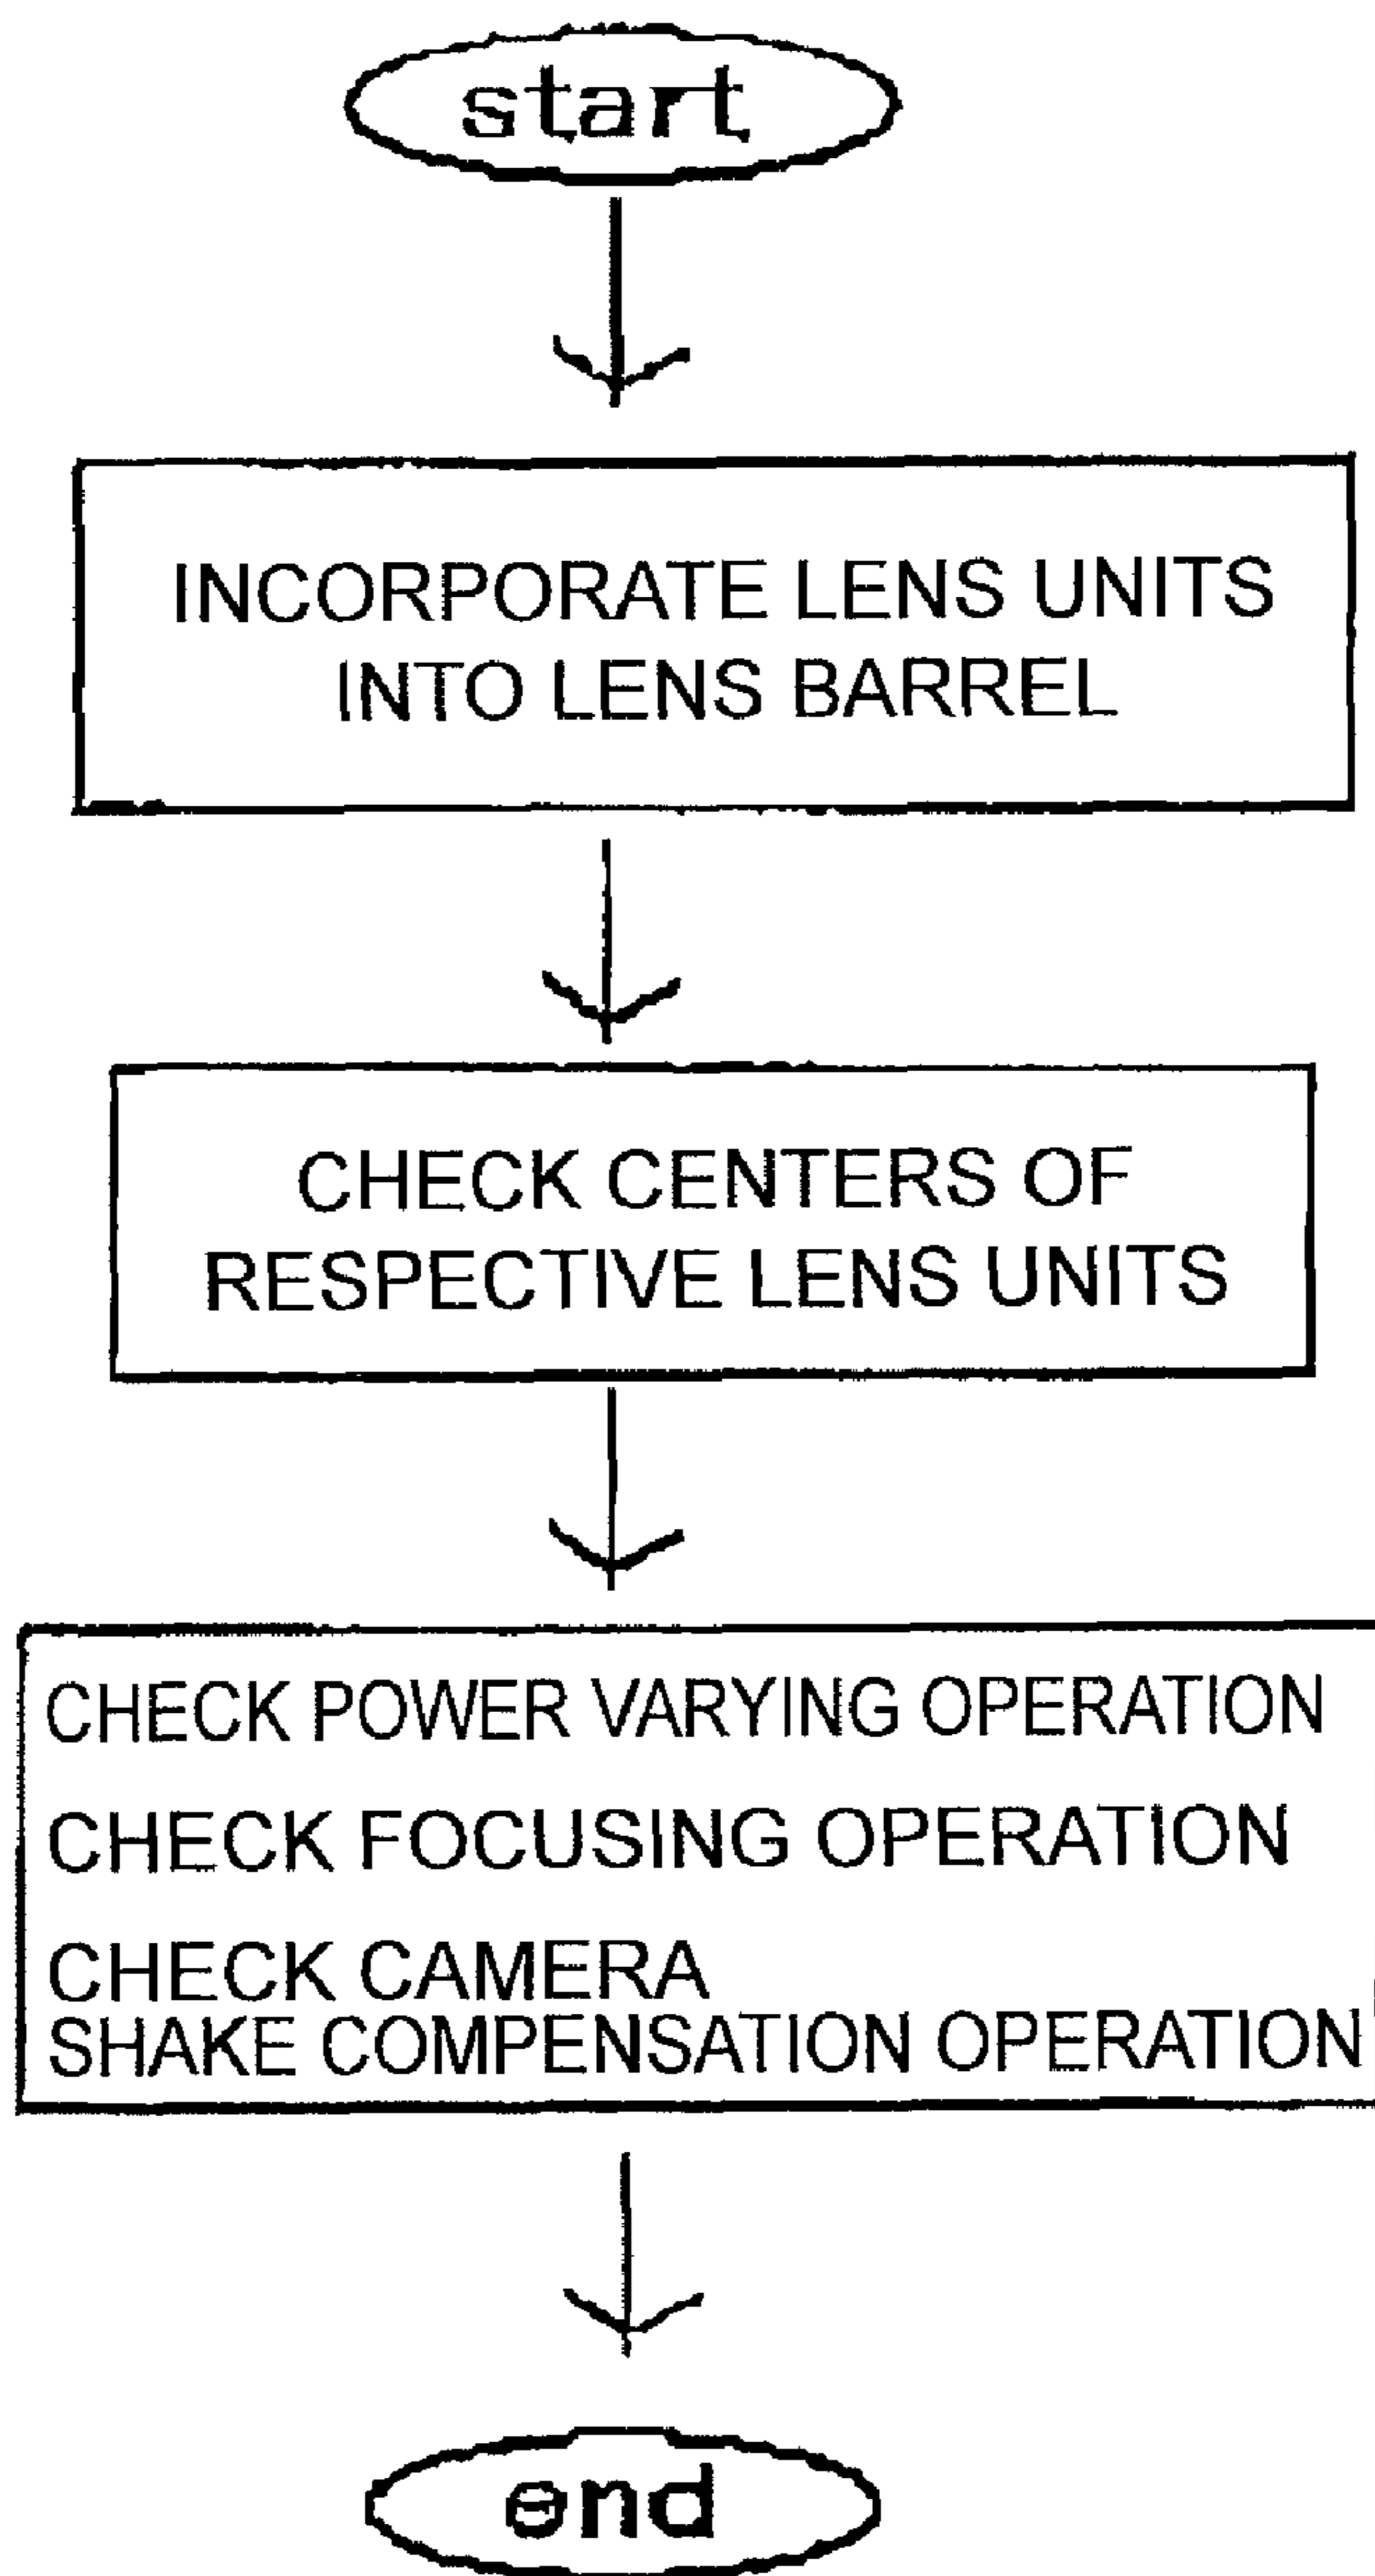 start
INCORPORATE LENS UNITS
INTO LENS BARREL
CHECK CENTERS OF
RESPECTIVE LENS UNITS
CHECK POWER VARYING OPERATION
CHECK FOCUSING OPERATION
CHECK CAMERA
SHAKE COMPENSATION OPERATION
end